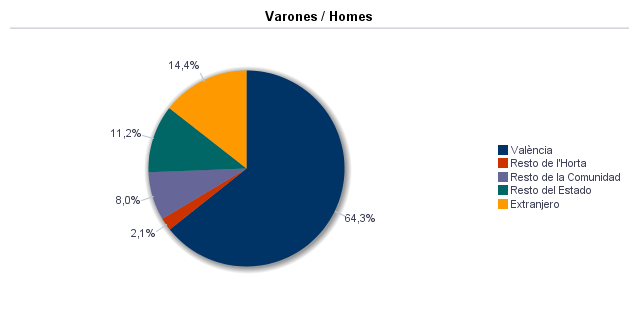 Varones / Homes
14,4%
11,2%
8,0%
2,1%
64,3%
València
Resto de l'Horta
Resto de la Comunidad
Resto del Estado
Extranjero